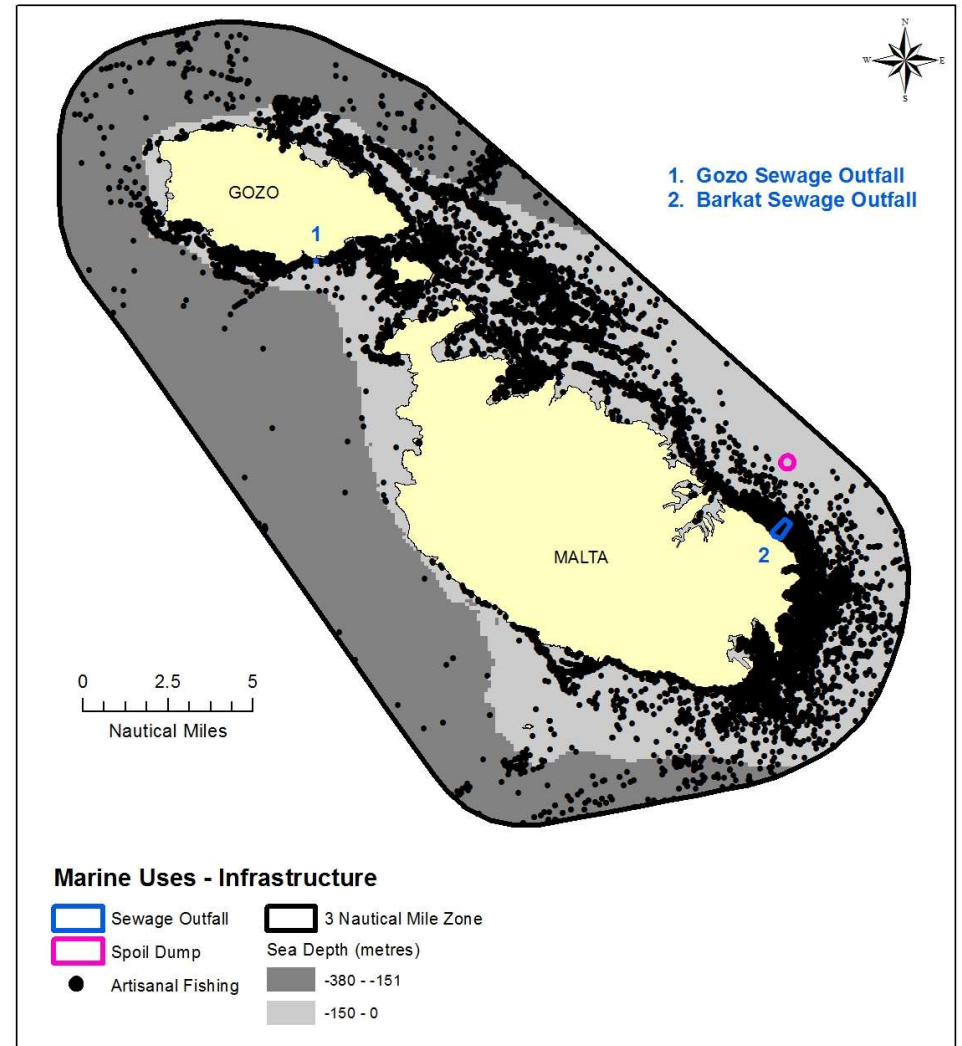 N
W E
S
1. Gozo Sewage Outfall
2. Barkat Sewage Outfall
GOZO
1
MALTA
2
0 2.5 5
Nautical Miles
Marine Uses - Infrastructure
Sewage Outfall
Spoil Dump
Artisanal Fishing
3 Nautical Mile Zone
Sea Depth (metres)
-380 - -151
-150 - 0